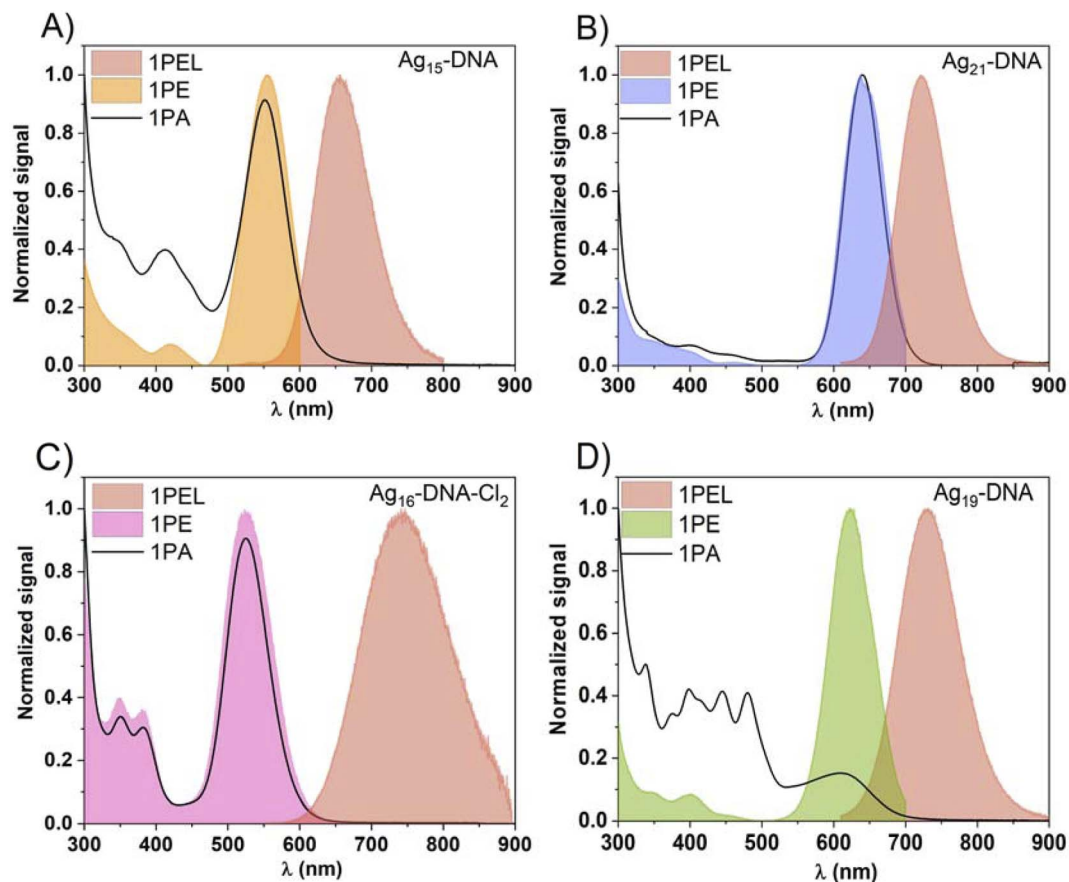 A)
1PEL
1PE
1PA
Ag₁₅-DNA
Normalized signal
1.0
0.8
0.6
0.4
0.2
0.0
300 400 500 600 700 800 900
λ (nm)
B)
1PEL
1PE
1PA
Ag₂₁-DNA
Normalized signal
1.0
0.8
0.6
0.4
0.2
0.0
300 400 500 600 700 800 900
λ (nm)
C)
1PEL
1PE
1PA
Ag₁₆-DNA-Cl₂
Normalized signal
1.0
0.8
0.6
0.4
0.2
0.0
300 400 500 600 700 800 900
λ (nm)
D)
1PEL
1PE
1PA
Ag₁₉-DNA
Normalized signal
1.0
0.8
0.6
0.4
0.2
0.0
300 400 500 600 700 800 900
λ (nm)